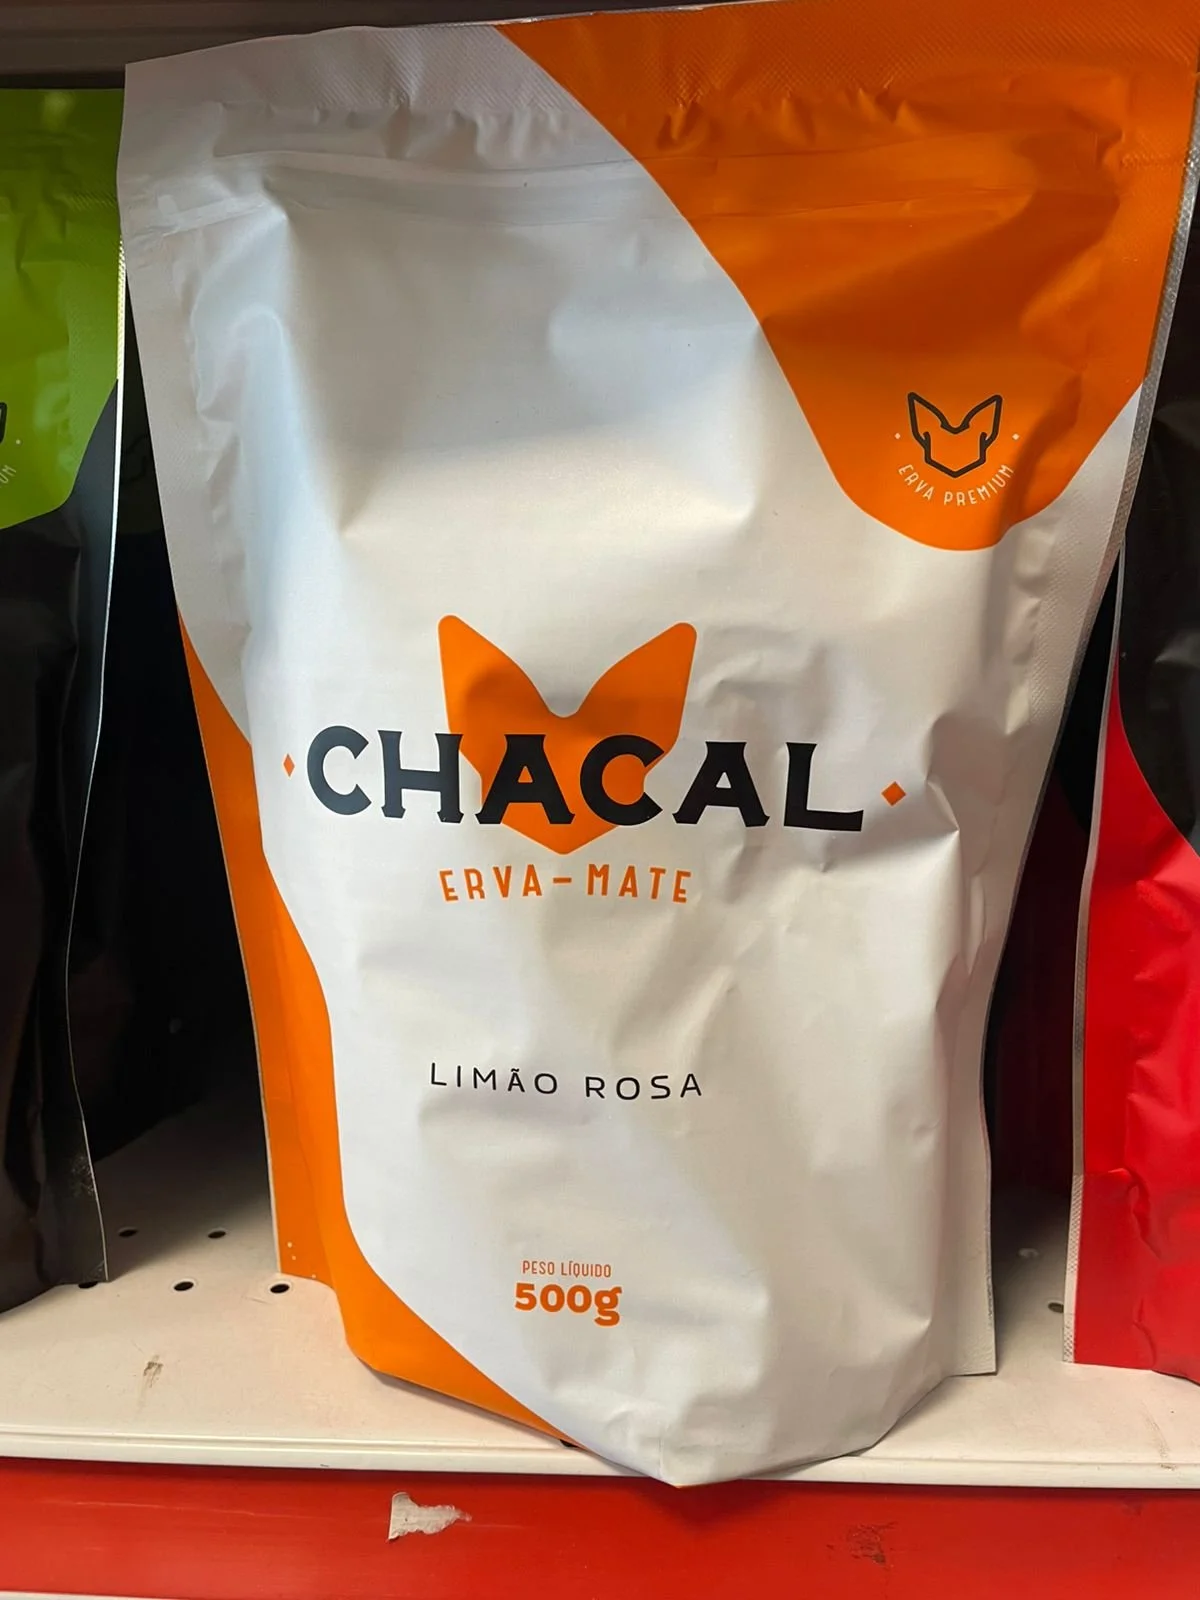 ERVA PREMIUM
CHACAL
ERVA-MATE
LIMÃO ROSA
PESO LÍQUIDO
500g